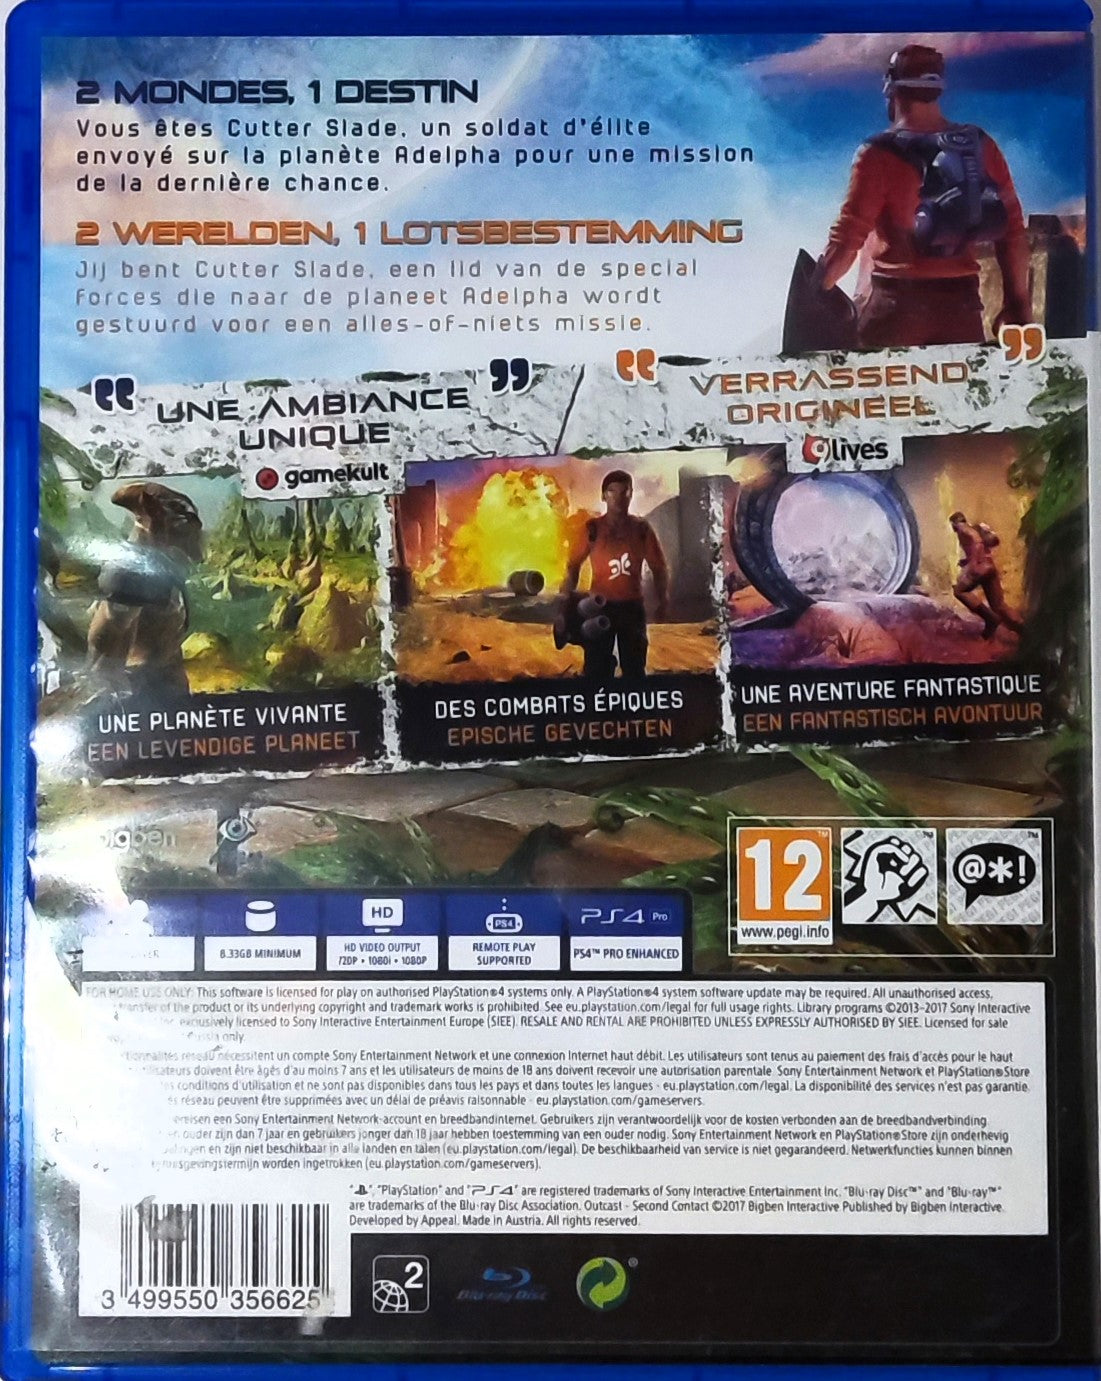 2 MONDES, 1 DESTIN
Vous êtes Cutter Slade, un soldat d'élite
envoyé sur la planète Adelpha pour une mission
de la dernière chance.
2 WERELDEN, 1 LOTSBESTEMMING
Jij bent Cutter Slade, een lid van de special
forces die naar de planeet Adelpha wordt
gestuurd voor een alles-of-niets missie.
UNE AMBIANCE
UNIQUE
gamekult
VERRASSEND
ORIGINEEL
9lives
UNE PLANÈTE VIVANTE
EEN LEVENDIGE PLANEET
DES COMBATS ÉPIQUES
EPISCHE GEVECHTEN
UNE AVENTURE FANTASTIQUE
EEN FANTASTISCH AVONTUUR
bigben
12
www.pegi.info
@*!
8.33GB MINIMUM
HD
HD VIDEO OUTPUT
720P • 1080i • 1080P
PS4
REMOTE PLAY
SUPPORTED
PS4 Pro
PS4™ PRO ENHANCED
FOR HOME USE ONLY: This software is licensed for play on authorised PlayStation®4 systems only. A PlayStation®4 system software update may be required. All unauthorised access,
transfer of the product or its underlying copyright and trademark works is prohibited. See eu.playstation.com/legal for full usage rights. Library programs ©2013-2017 Sony Interactive
exclusively licensed to Sony Interactive Entertainment Europe (SIEE). RESALE AND RENTAL ARE PROHIBITED UNLESS EXPRESSLY AUTHORISED BY SIEE. Licensed for sale
only.
réseau nécessitent un compte Sony Entertainment Network et une connexion Internet haut débit. Les utilisateurs sont tenus au paiement des frais d'accès pour le haut
doivent être âgés d'au moins 7 ans et les utilisateurs de moins de 18 ans doivent recevoir une autorisation parentale. Sony Entertainment Network et PlayStation®Store
conditions d'utilisation et ne sont pas disponibles dans tous les pays et dans toutes les langues - eu.playstation.com/legal. La disponibilité des services n'est pas garantie.
réseau peuvent être supprimées avec un délai de préavis raisonnable - eu.playstation.com/gameservers.
een Sony Entertainment Network-account en breedbandinternet. Gebruikers zijn verantwoordelijk voor de kosten verbonden aan de breedbandverbinding.
ouder zijn dan 7 jaar en gebruikers jonger dan 18 jaar hebben toestemming van een ouder nodig. Sony Entertainment Network en PlayStation®Store zijn onderhevig
en zijn niet beschikbaar in alle landen en talen (eu.playstation.com/legal). De beschikbaarheid van service is niet gegarandeerd. Netwerkfuncties kunnen binnen
worden ingetrokken (eu.playstation.com/gameservers).
"PlayStation" and "PS4" are registered trademarks of Sony Interactive Entertainment Inc. "Blu-ray Disc™" and "Blu-ray™"
are trademarks of the Blu-ray Disc Association. Outcast - Second Contact ©2017 Bigben Interactive Published by Bigben Interactive.
Developed by Appeal. Made in Austria. All rights reserved.
3 499550 356625
2
Blu-ray Disc